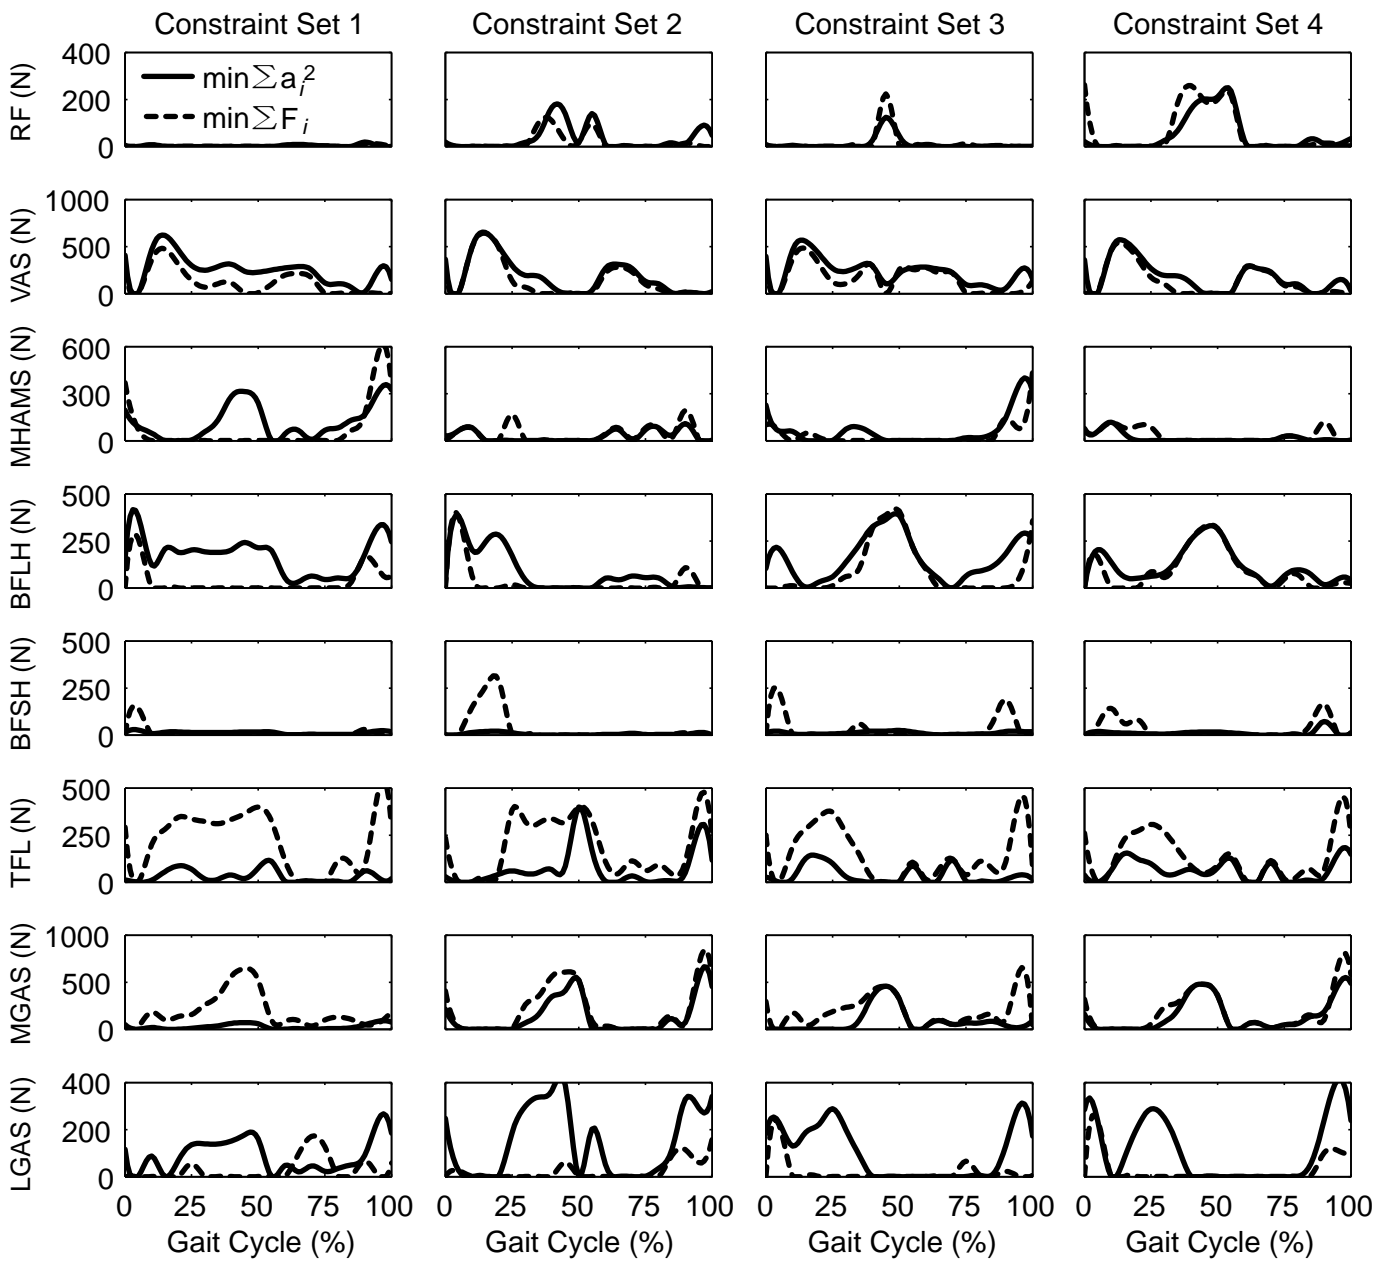 Constraint Set 1 Constraint Set 2 Constraint Set 3 Constraint Set 4
RF (N)
400
200
0
min∑a_i^2
min∑F_i
VAS (N)
1000
500
0
MHAMS (N)
600
300
0
BFLH (N)
500
250
0
BFSH (N)
500
250
0
TFL (N)
500
250
0
MGAS (N)
1000
500
0
LGAS (N)
400
200
0
0 25 50 75 100 0 25 50 75 100 0 25 50 75 100 0 25 50 75 100
Gait Cycle (%) Gait Cycle (%) Gait Cycle (%) Gait Cycle (%)